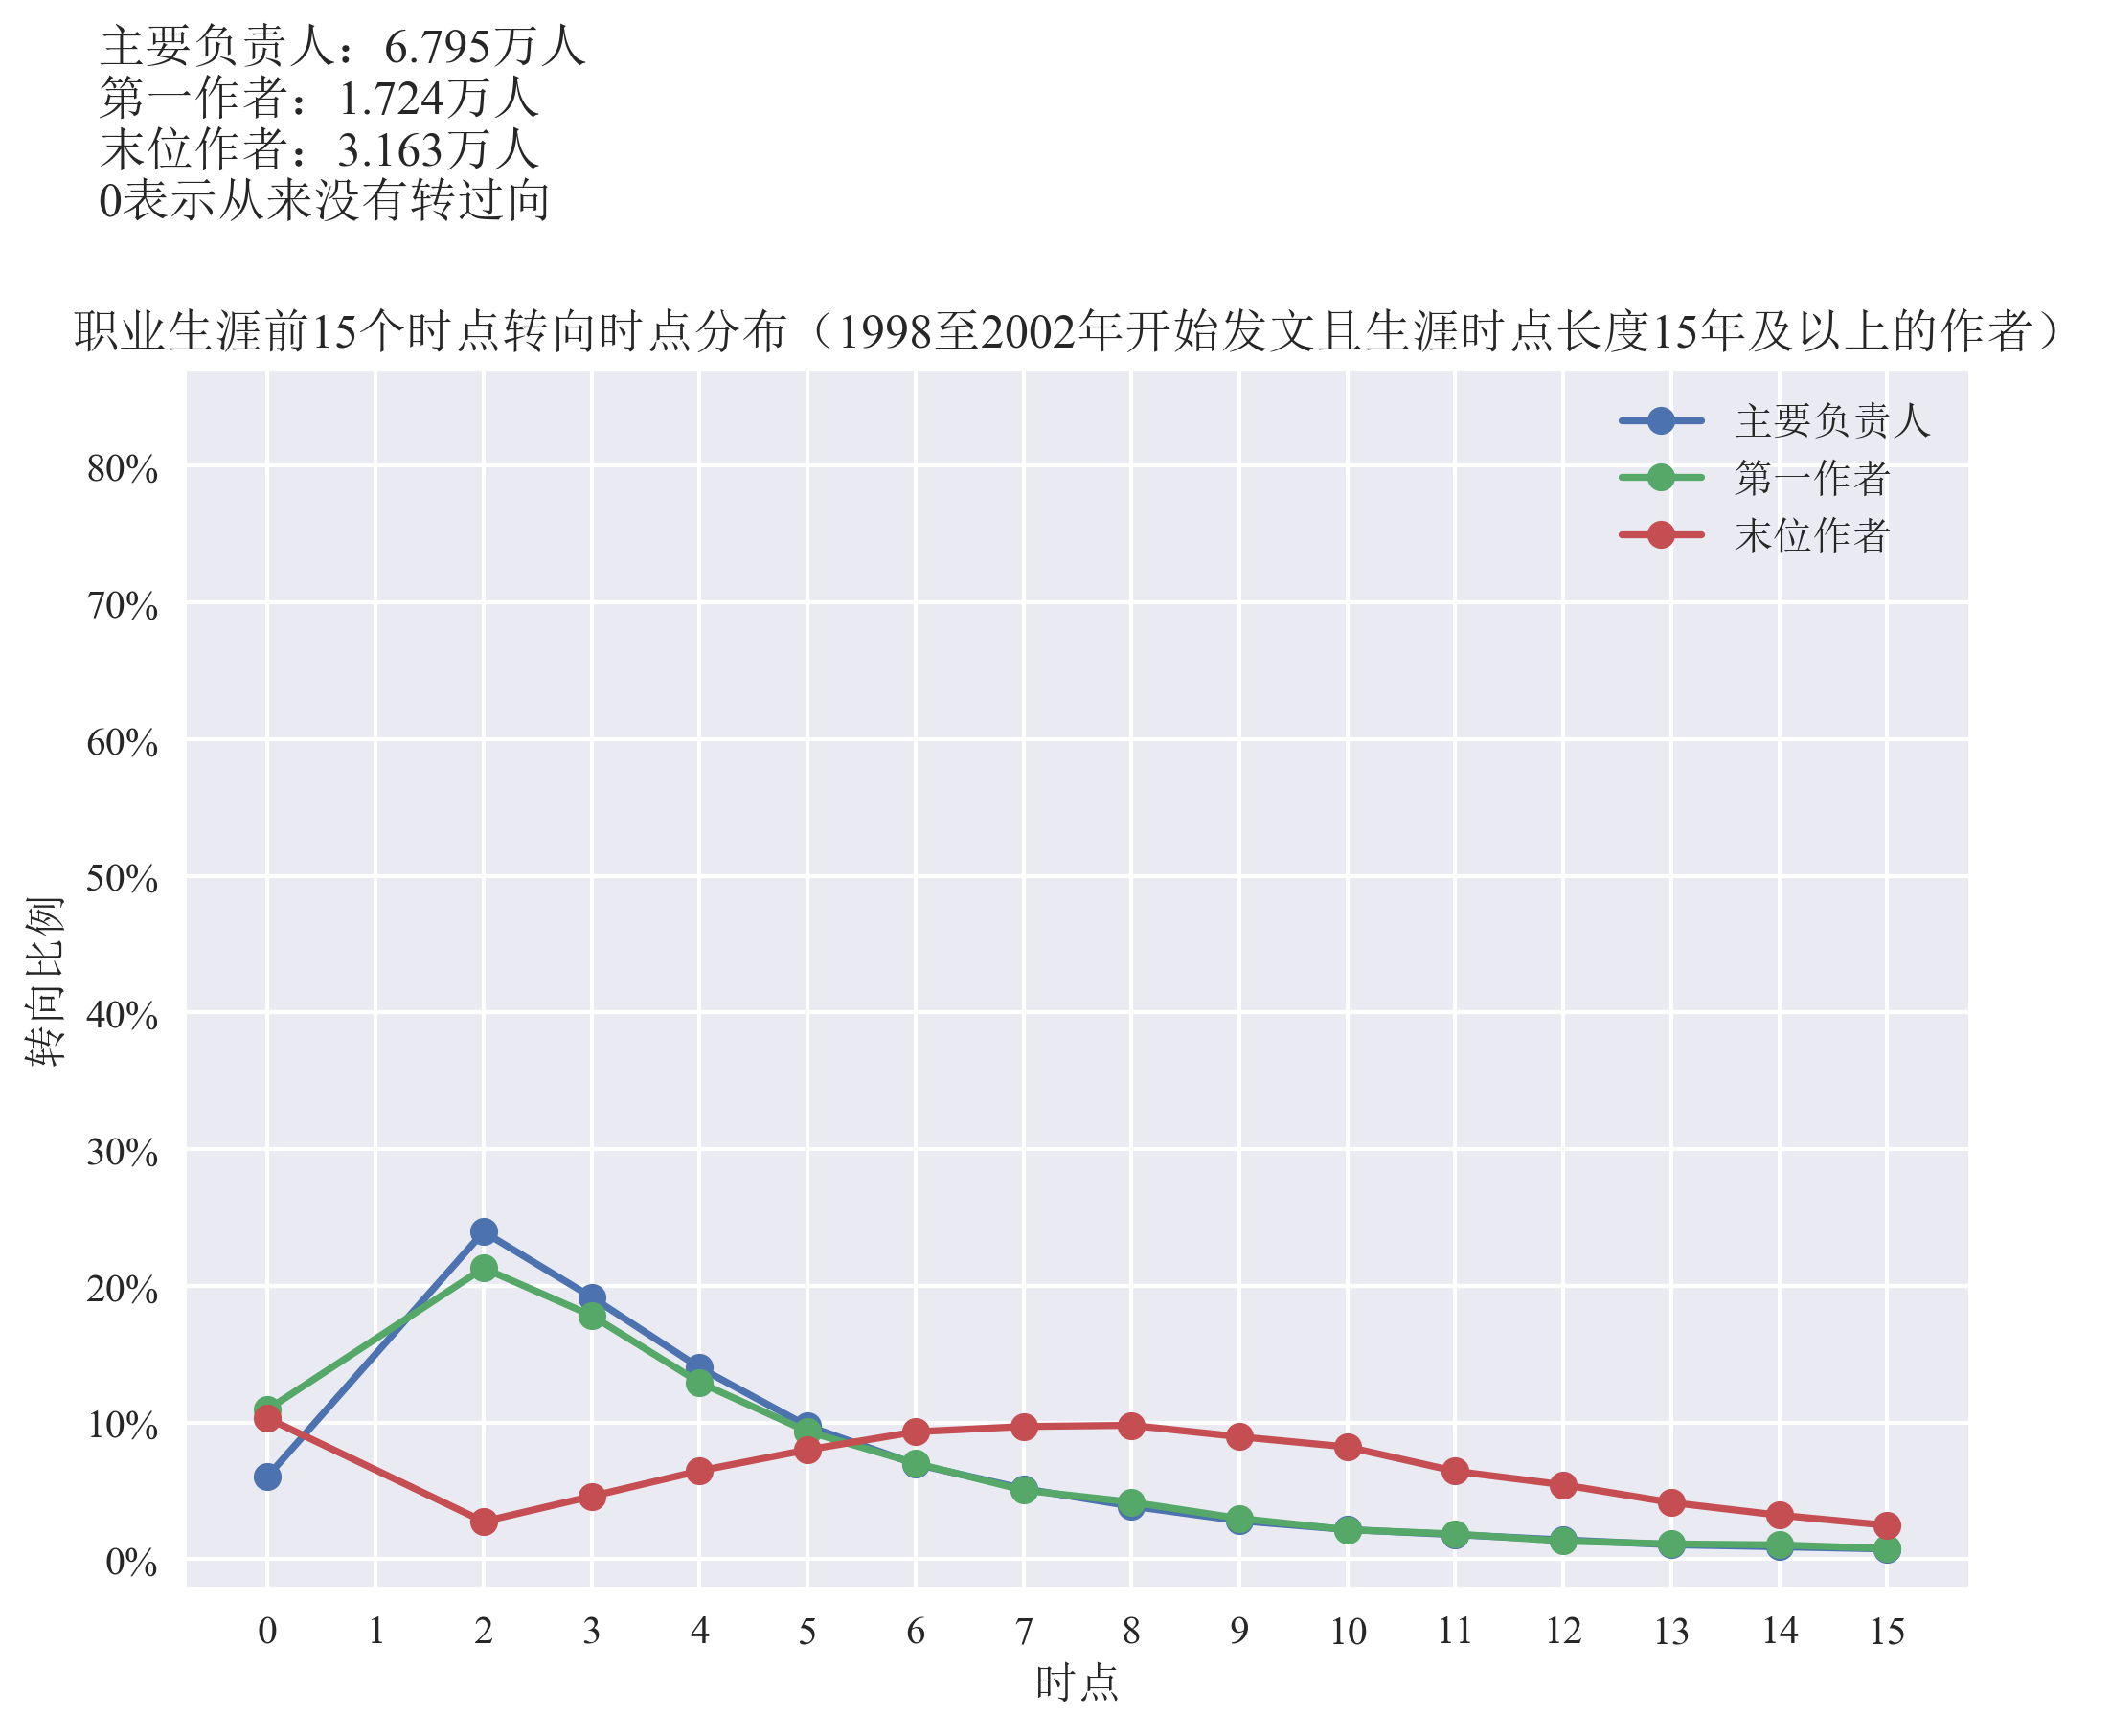 主要负责人：6.795万人
第一作者：1.724万人
末位作者：3.163万人
0表示从来没有转过向
职业生涯前15个时点转向时点分布（1998至2002年开始发文且生涯时点长度15年及以上的作者）
主要负责人
第一作者
末位作者
80%
70%
60%
50%
40%
30%
20%
10%
0%
转向比例
0 1 2 3 4 5 6 7 8 9 10 11 12 13 14 15
时点